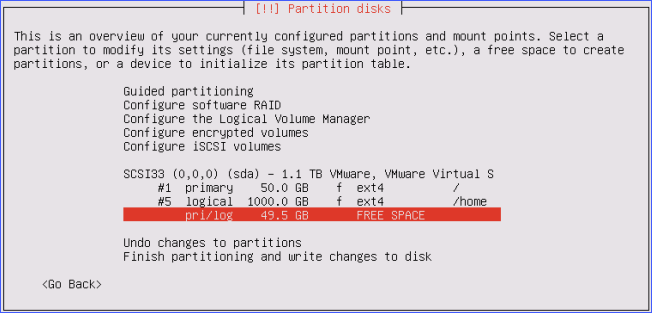 [!!] Partition disks
This is an overview of your currently configured partitions and mount points. Select a
partition to modify its settings (file system, mount point, etc.), a free space to create
partitions, or a device to initialize its partition table.
Guided partitioning
Configure software RAID
Configure the Logical Volume Manager
Configure encrypted volumes
Configure iSCSI volumes
SCSI33 (0,0,0) (sda) - 1.1 TB VMware, VMware Virtual S
#1 primary 50.0 GB f ext4 /
#5 logical 1000.0 GB f ext4 /home
pri/log 49.5 GB FREE SPACE
Undo changes to partitions
Finish partitioning and write changes to disk
<Go Back>